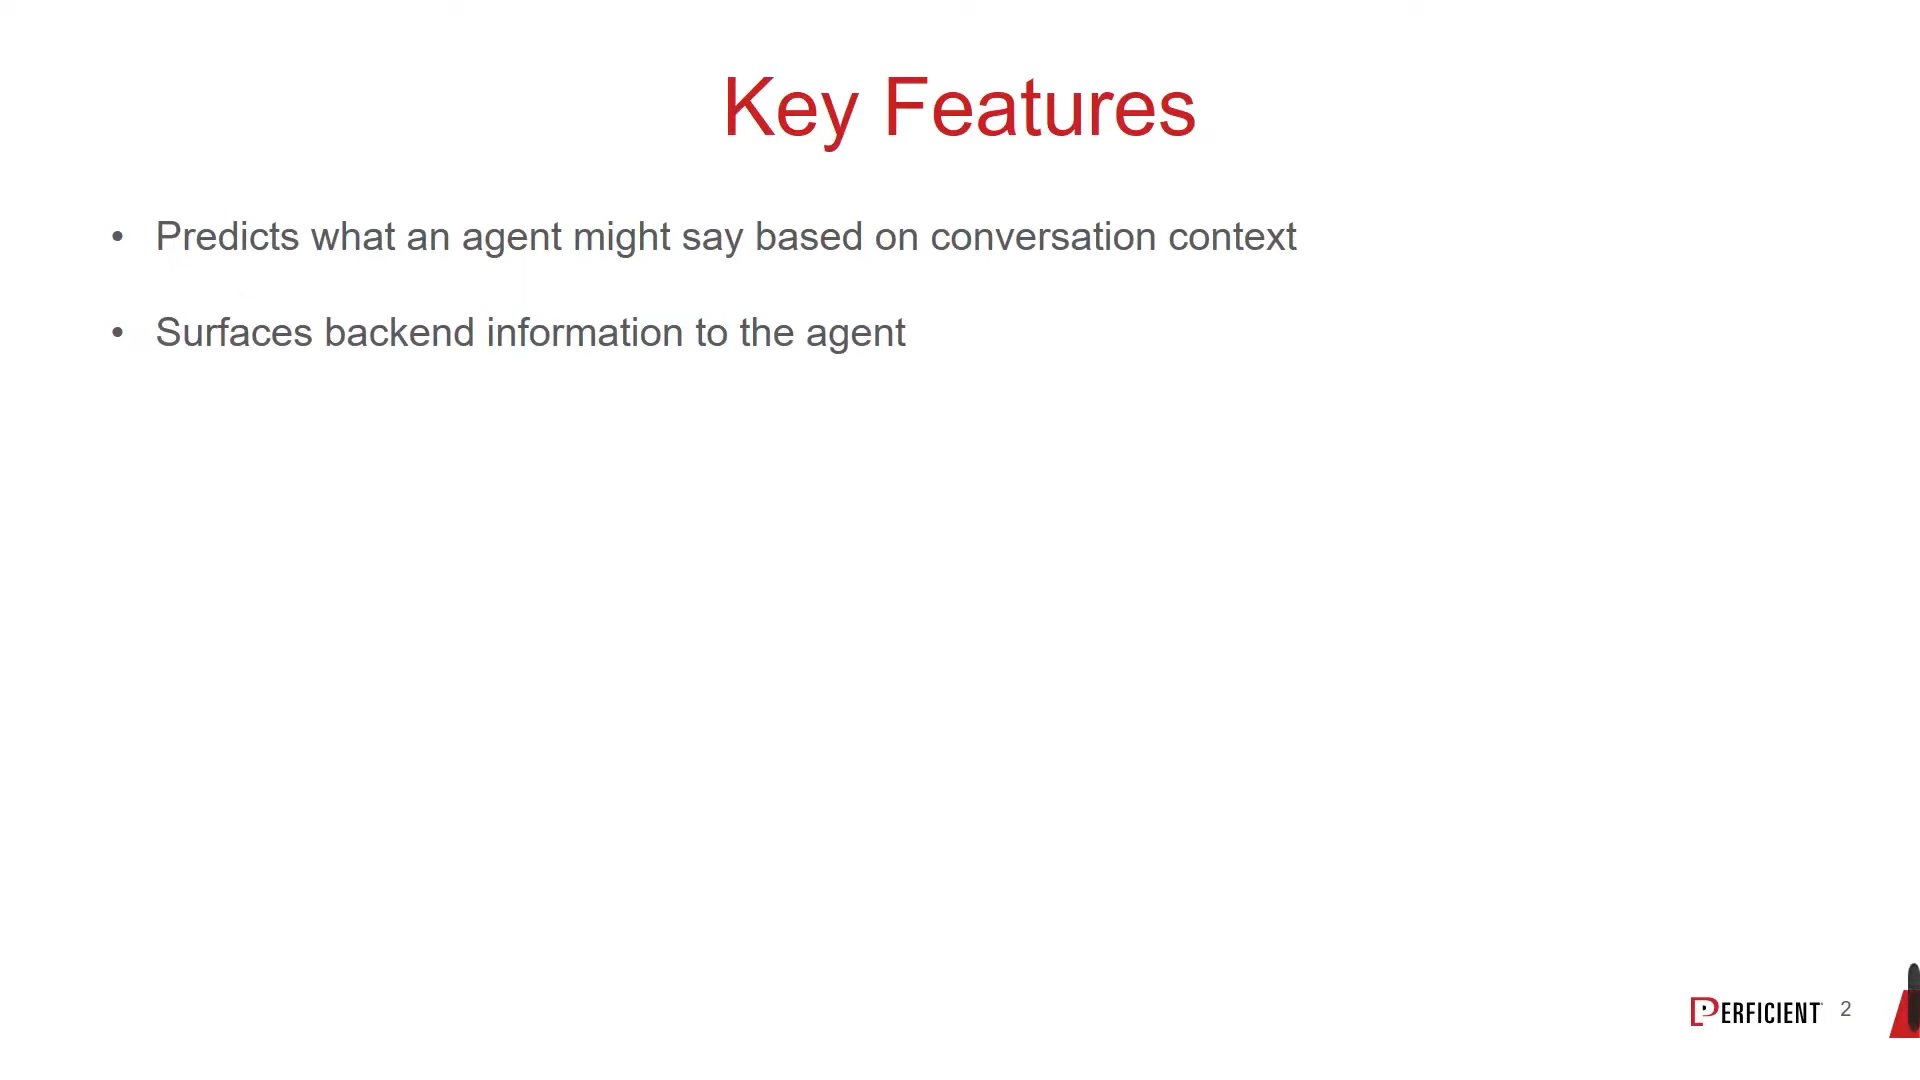 Key Features
• Predicts what an agent might say based on conversation context
• Surfaces backend information to the agent
PERFICIENT 2